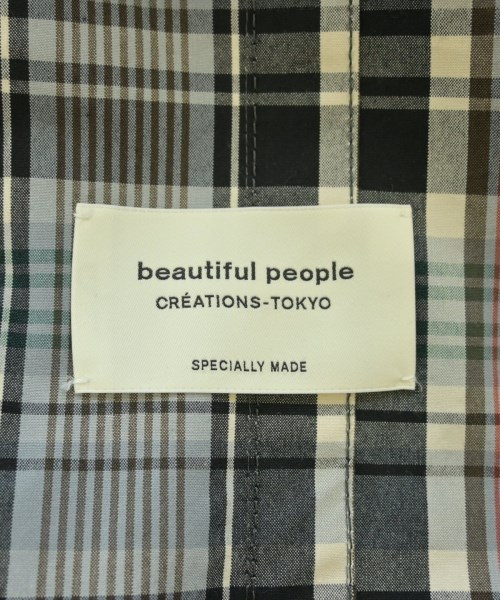 beautiful people
CRÉATIONS-TOKYO
SPECIALLY MADE